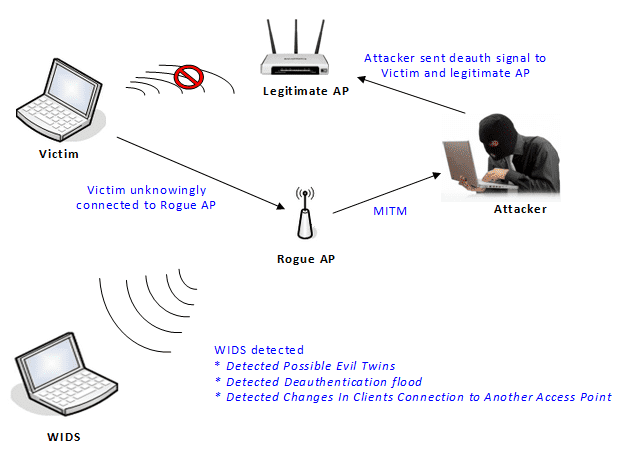 Attacker sent deauth signal to
Victim and legitimate AP
Legitimate AP
Victim
Victim unknowingly
connected to Rogue AP
MITM
Attacker
Rogue AP
WIDS detected
* Detected Possible Evil Twins
* Detected Deauthentication flood
* Detected Changes In Clients Connection to Another Access Point
WIDS